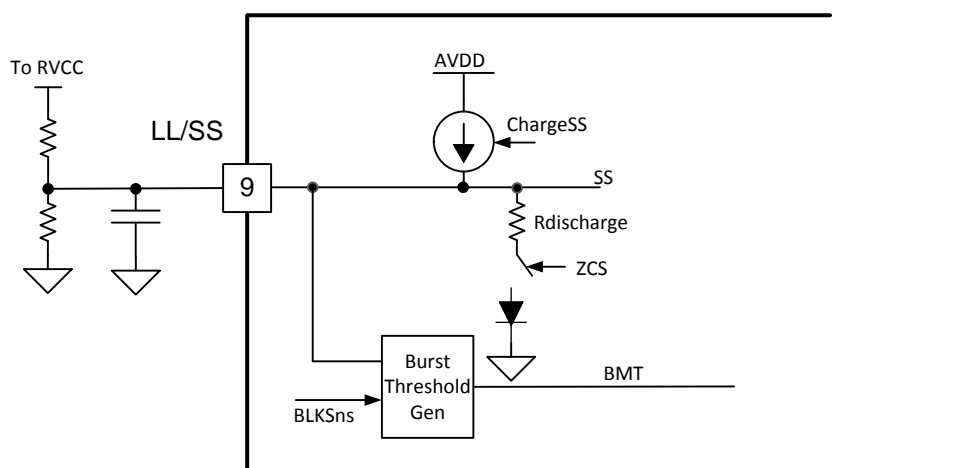 To RVCC
LL/SS
9
AVDD
ChargeSS
SS
Rdischarge
ZCS
Burst
Threshold
Gen
BLKSns
BMT